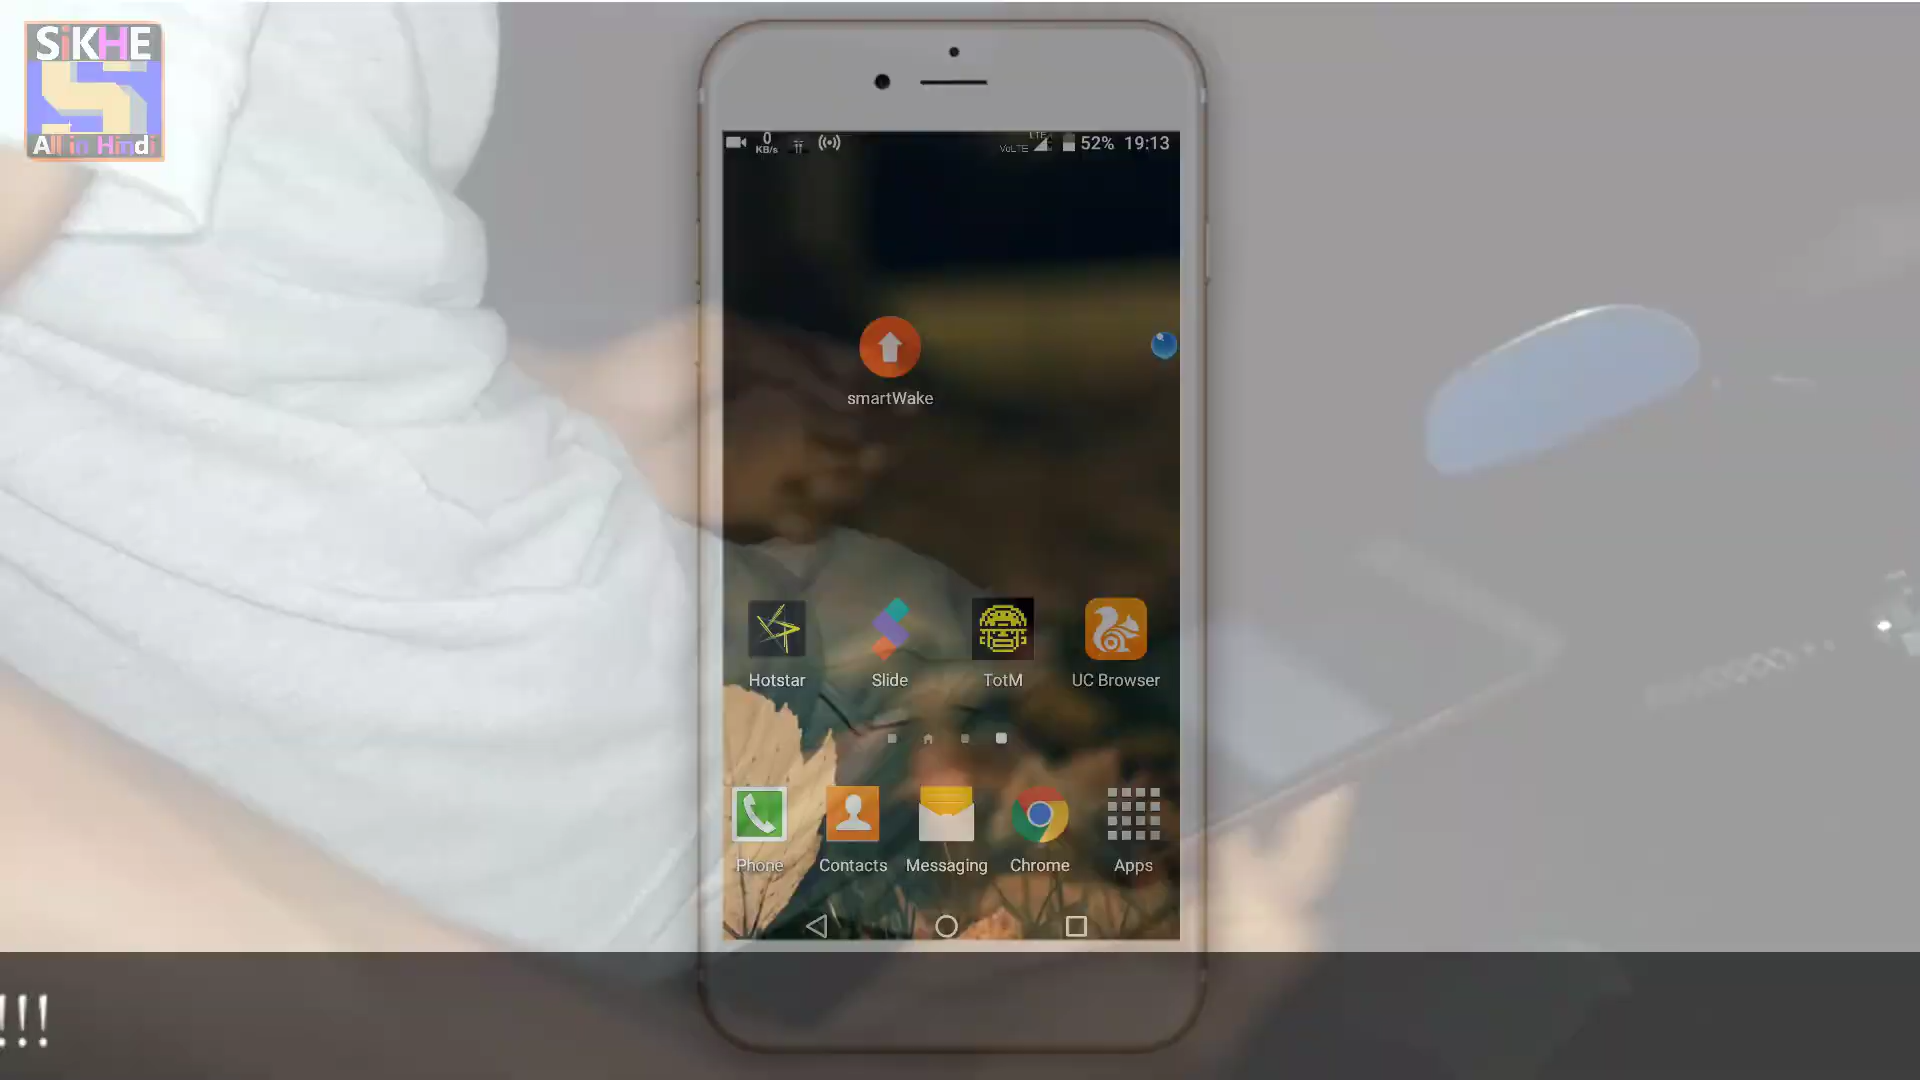 SiKHE
All in Hindi
0
KB/s
LTE
VoLTE
52% 19:13
smartWake
Hotstar Slide TotM UC Browser
Phone Contacts Messaging Chrome Apps
!!!